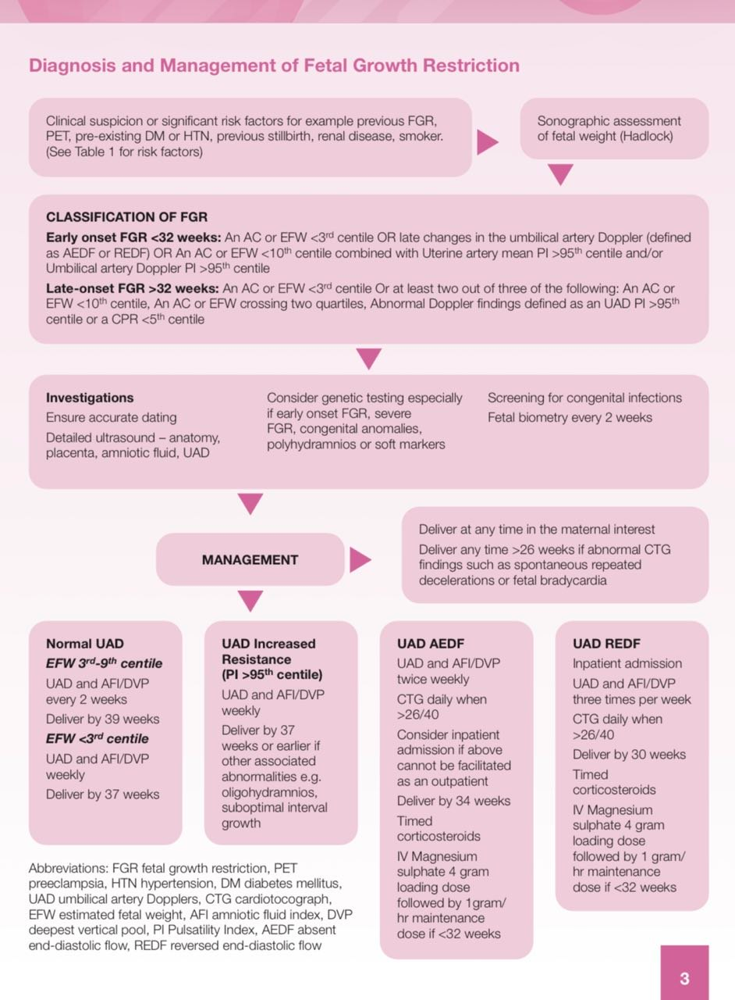 Diagnosis and Management of Fetal Growth Restriction
Clinical suspicion or significant risk factors for example previous FGR,
PET, pre-existing DM or HTN, previous stillbirth, renal disease, smoker.
(See Table 1 for risk factors)
Sonographic assessment
of fetal weight (Hadlock)
CLASSIFICATION OF FGR
Early onset FGR <32 weeks: An AC or EFW <3rd centile OR late changes in the umbilical artery Doppler (defined
as AEDF or REDF) OR An AC or EFW <10th centile combined with Uterine artery mean PI >95th centile and/or
Umbilical artery Doppler PI >95th centile
Late-onset FGR >32 weeks: An AC or EFW <3rd centile Or at least two out of three of the following: An AC or
EFW <10th centile, An AC or EFW crossing two quartiles, Abnormal Doppler findings defined as an UAD PI >95th
centile or a CPR <5th centile
Investigations
Ensure accurate dating
Detailed ultrasound – anatomy,
placenta, amniotic fluid, UAD
Consider genetic testing especially
if early onset FGR, severe
FGR, congenital anomalies,
polyhydramnios or soft markers
Screening for congenital infections
Fetal biometry every 2 weeks
MANAGEMENT
Deliver at any time in the maternal interest
Deliver any time >26 weeks if abnormal CTG
findings such as spontaneous repeated
decelerations or fetal bradycardia
Normal UAD
EFW 3rd-9th centile
UAD and AFI/DVP
every 2 weeks
Deliver by 39 weeks
EFW <3rd centile
UAD and AFI/DVP
weekly
Deliver by 37 weeks
UAD Increased
Resistance
(PI >95th centile)
UAD and AFI/DVP
weekly
Deliver by 37
weeks or earlier if
other associated
abnormalities e.g.
oligohydramnios,
suboptimal interval
growth
UAD AEDF
UAD and AFI/DVP
twice weekly
CTG daily when
>26/40
Consider inpatient
admission if above
cannot be facilitated
as an outpatient
Deliver by 34 weeks
Timed
corticosteroids
IV Magnesium
sulphate 4 gram
loading dose
followed by 1gram/
hr maintenance
dose if <32 weeks
UAD REDF
Inpatient admission
UAD and AFI/DVP
three times per week
CTG daily when
>26/40
Deliver by 30 weeks
Timed
corticosteroids
IV Magnesium
sulphate 4 gram
loading dose
followed by 1 gram/
hr maintenance
dose if <32 weeks
Abbreviations: FGR fetal growth restriction, PET
preeclampsia, HTN hypertension, DM diabetes mellitus,
UAD umbilical artery Dopplers, CTG cardiotocograph,
EFW estimated fetal weight, AFI amniotic fluid index, DVP
deepest vertical pool, PI Pulsatility Index, AEDF absent
end-diastolic flow, REDF reversed end-diastolic flow
3